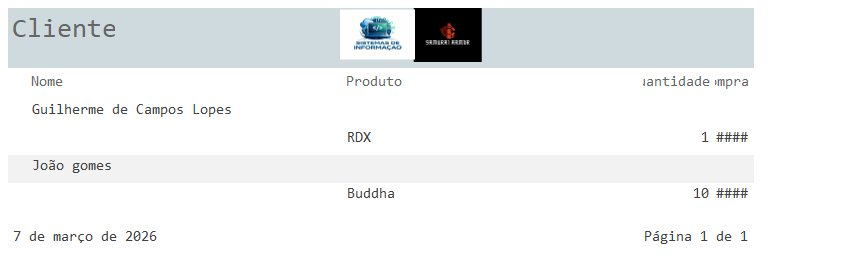 Cliente
SISTEMAS DE
INFORMAÇÃO
SAMURAI ARMOR
Nome Produto uantidade ompra
Guilherme de Campos Lopes
RDX 1 ####
João gomes
Buddha 10 ####
7 de março de 2026 Página 1 de 1